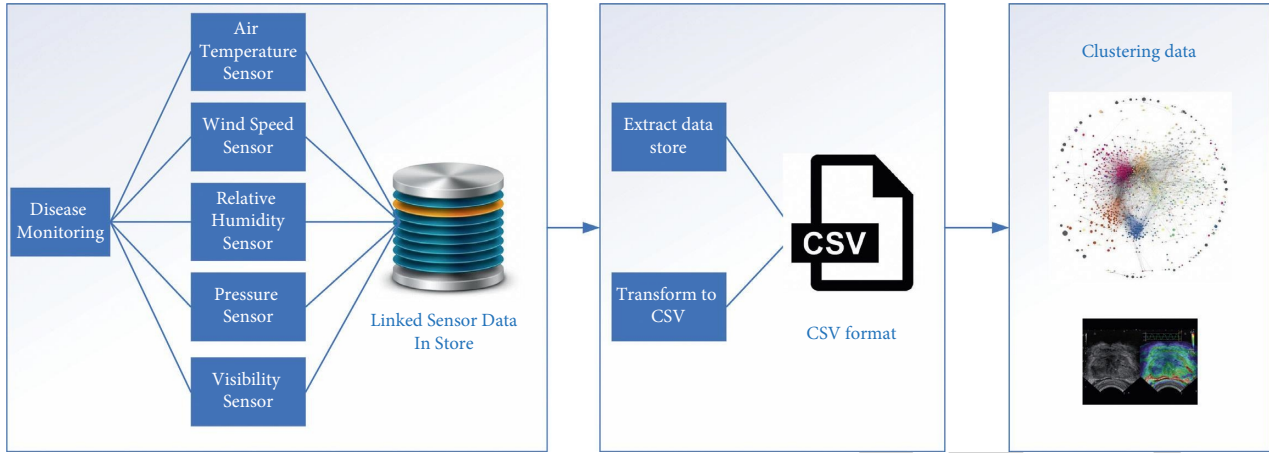 Disease
Monitoring
Air
Temperature
Sensor
Wind Speed
Sensor
Relative
Humidity
Sensor
Pressure
Sensor
Visibility
Sensor
Linked Sensor Data
In Store
Extract data
store
Transform to
CSV
CSV
CSV format
Clustering data